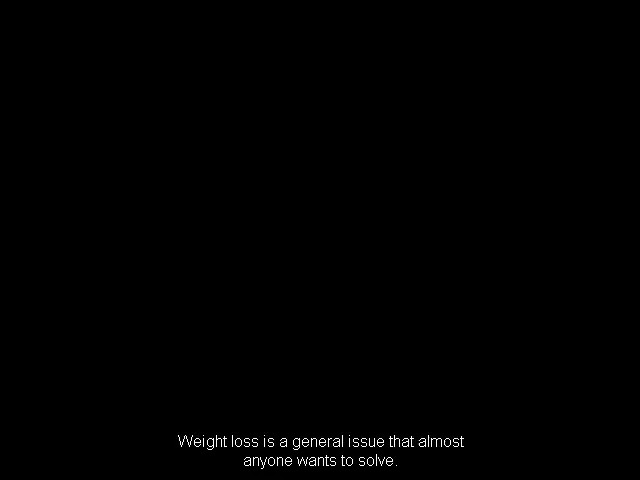 Weight loss is a general issue that almost
anyone wants to solve.